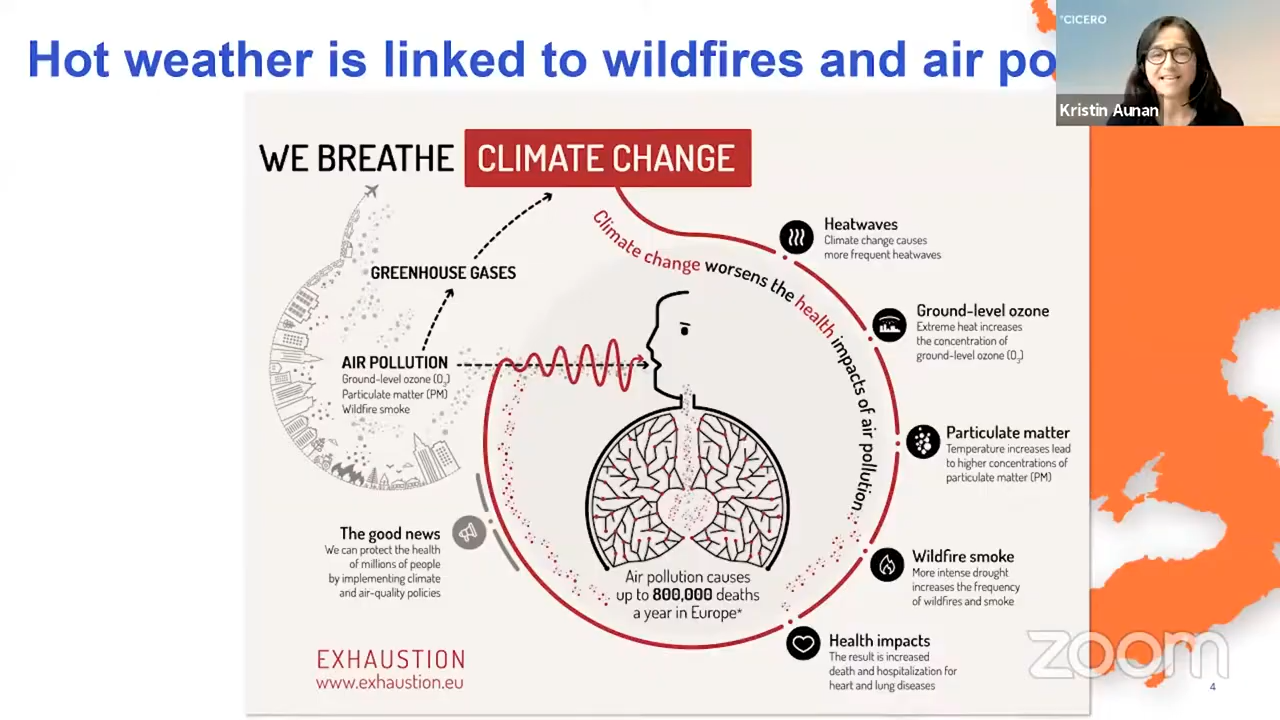 Hot weather is linked to wildfires and air po
°CICERO
Kristin Aunan
WE BREATHE CLIMATE CHANGE
Climate change worsens the health impacts of air pollution
GREENHOUSE GASES
AIR POLLUTION
Ground-level ozone (O₃)
Particulate matter (PM)
Wildfire smoke
Heatwaves
Climate change causes
more frequent heatwaves
Ground-level ozone
Extreme heat increases
the concentration of
ground-level ozone (O₃)
Particulate matter
Temperature increases lead
to higher concentrations of
particulate matter (PM)
Wildfire smoke
More intense drought
increases the frequency
of wildfires and smoke
Health impacts
The result is increased
death and hospitalization for
heart and lung diseases
The good news
We can protect the health
of millions of people
by implementing climate
and air-quality policies
Air pollution causes
up to 800,000 deaths
a year in Europe*
EXHAUSTION
www.exhaustion.eu
zoom
4